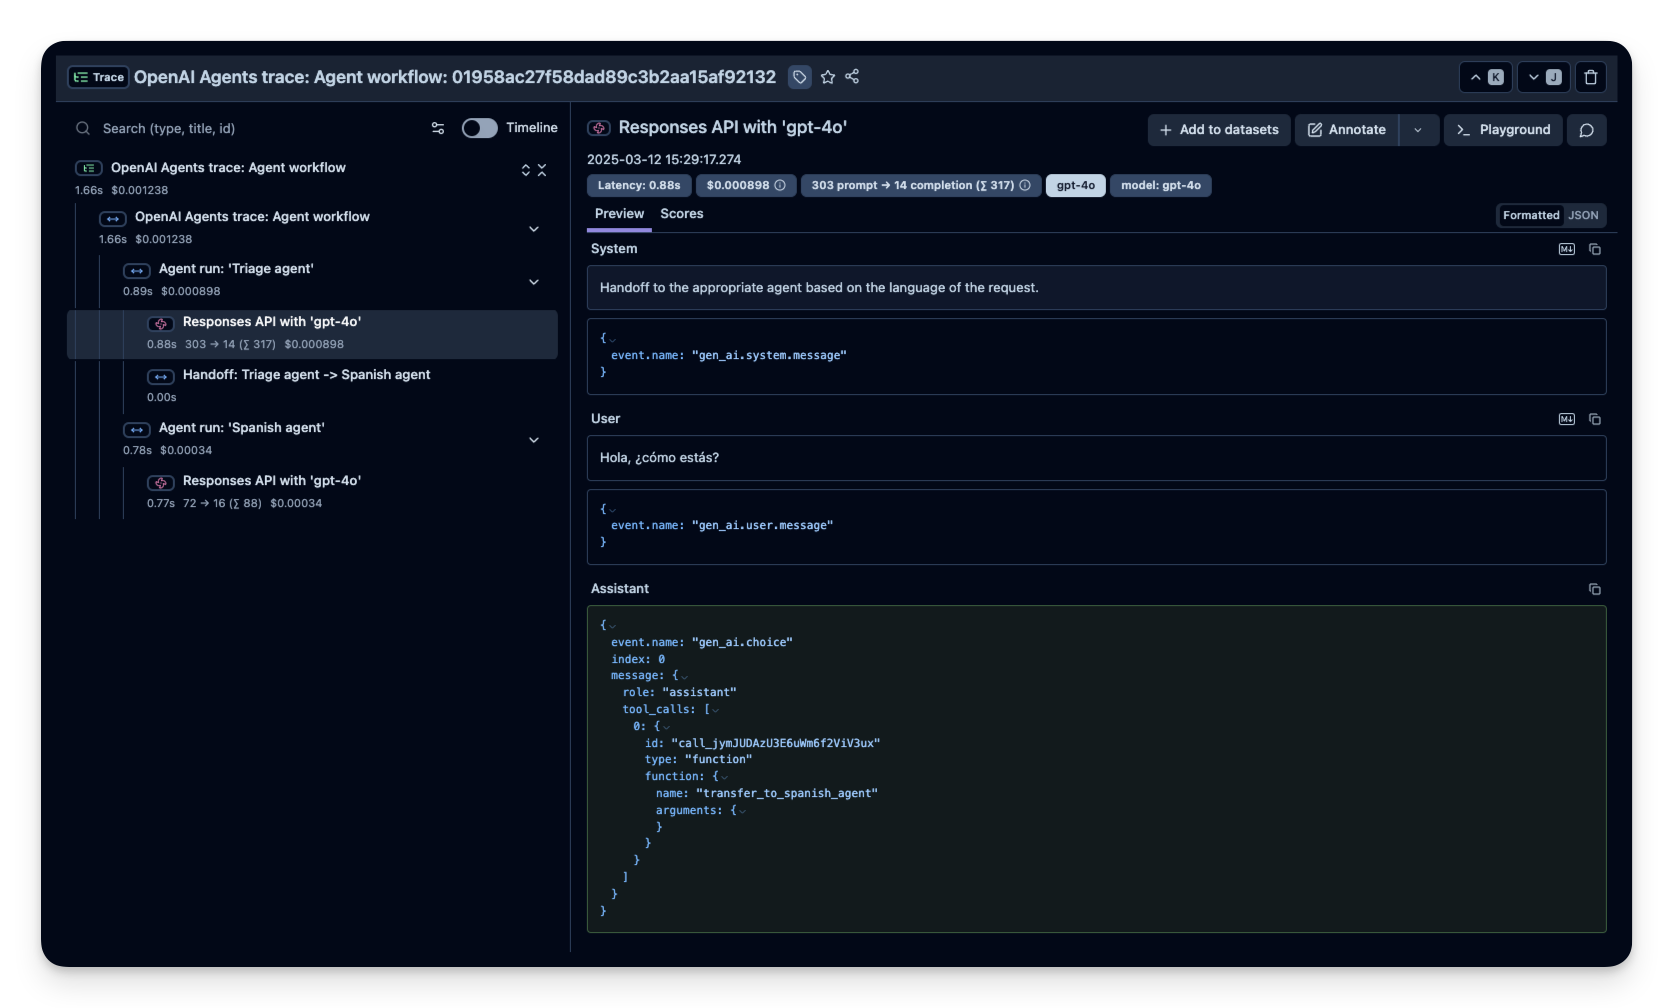 Trace OpenAI Agents trace: Agent workflow: 01958ac27f58dad89c3b2aa15af92132
K J
Search (type, title, id) Timeline
OpenAI Agents trace: Agent workflow
1.66s $0.001238
OpenAI Agents trace: Agent workflow
1.66s $0.001238
Agent run: 'Triage agent'
0.89s $0.000898
Responses API with 'gpt-4o'
0.88s 303 → 14 (∑ 317) $0.000898
Handoff: Triage agent -> Spanish agent
0.00s
Agent run: 'Spanish agent'
0.78s $0.00034
Responses API with 'gpt-4o'
0.77s 72 → 16 (∑ 88) $0.00034
Responses API with 'gpt-4o'
Add to datasets Annotate Playground
2025-03-12 15:29:17.274
Latency: 0.88s $0.000898 303 prompt → 14 completion (∑ 317) gpt-4o model: gpt-4o
Preview Scores
Formatted JSON
System
M↓
Handoff to the appropriate agent based on the language of the request.
{
event.name: "gen_ai.system.message"
}
User
M↓
Hola, ¿cómo estás?
{
event.name: "gen_ai.user.message"
}
Assistant
{
event.name: "gen_ai.choice"
index: 0
message: {
role: "assistant"
tool_calls: [
0: {
id: "call_jymJUDAzU3E6uWm6f2ViV3ux"
type: "function"
function: {
name: "transfer_to_spanish_agent"
arguments: {
}
}
}
]
}
}